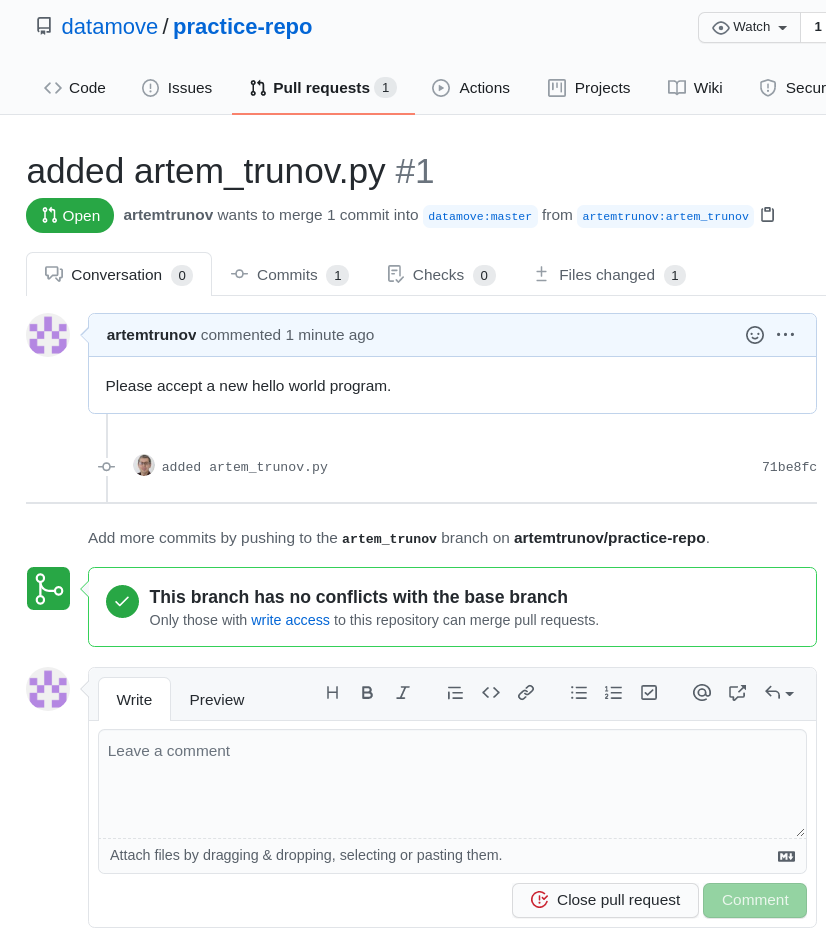 datamove / practice-repo
Watch 1
Code Issues Pull requests 1 Actions Projects Wiki Secur
added artem_trunov.py #1
Open artemtrunov wants to merge 1 commit into datamove:master from artemtrunov:artem_trunov
Conversation 0 Commits 1 Checks 0 Files changed 1
artemtrunov commented 1 minute ago
Please accept a new hello world program.
added artem_trunov.py 71be8fc
Add more commits by pushing to the artem_trunov branch on artemtrunov/practice-repo.
This branch has no conflicts with the base branch
Only those with write access to this repository can merge pull requests.
Write Preview
Leave a comment
Attach files by dragging & dropping, selecting or pasting them.
Close pull request Comment